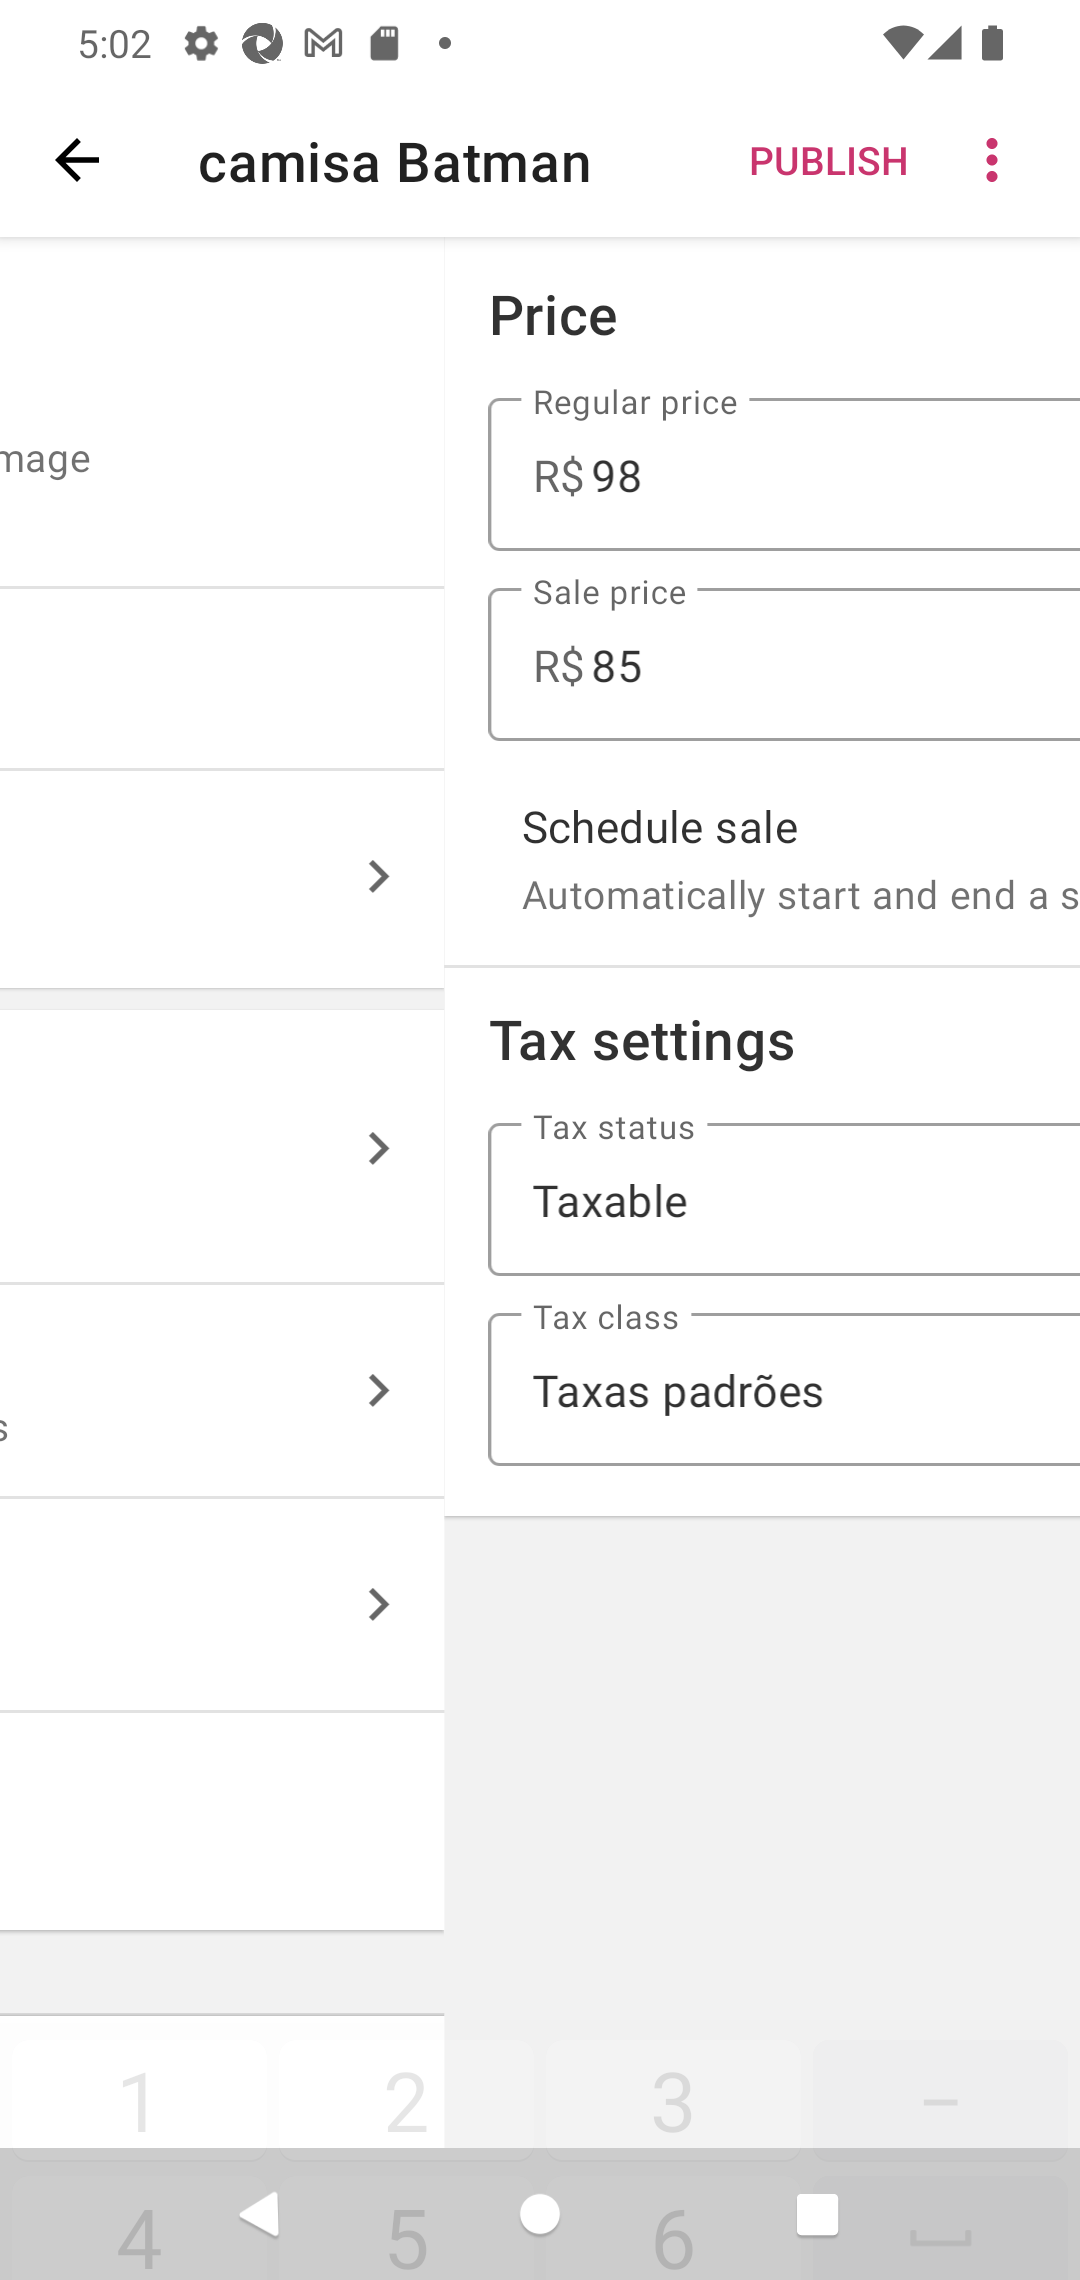 5:02
camisa Batman
PUBLISH
mage
s
Price
Regular price
R$ 98
Sale price
R$ 85
Schedule sale
Automatically start and end a s
Tax settings
Tax status
Taxable
Tax class
Taxas padrões
1 2 3 –
4 5 6